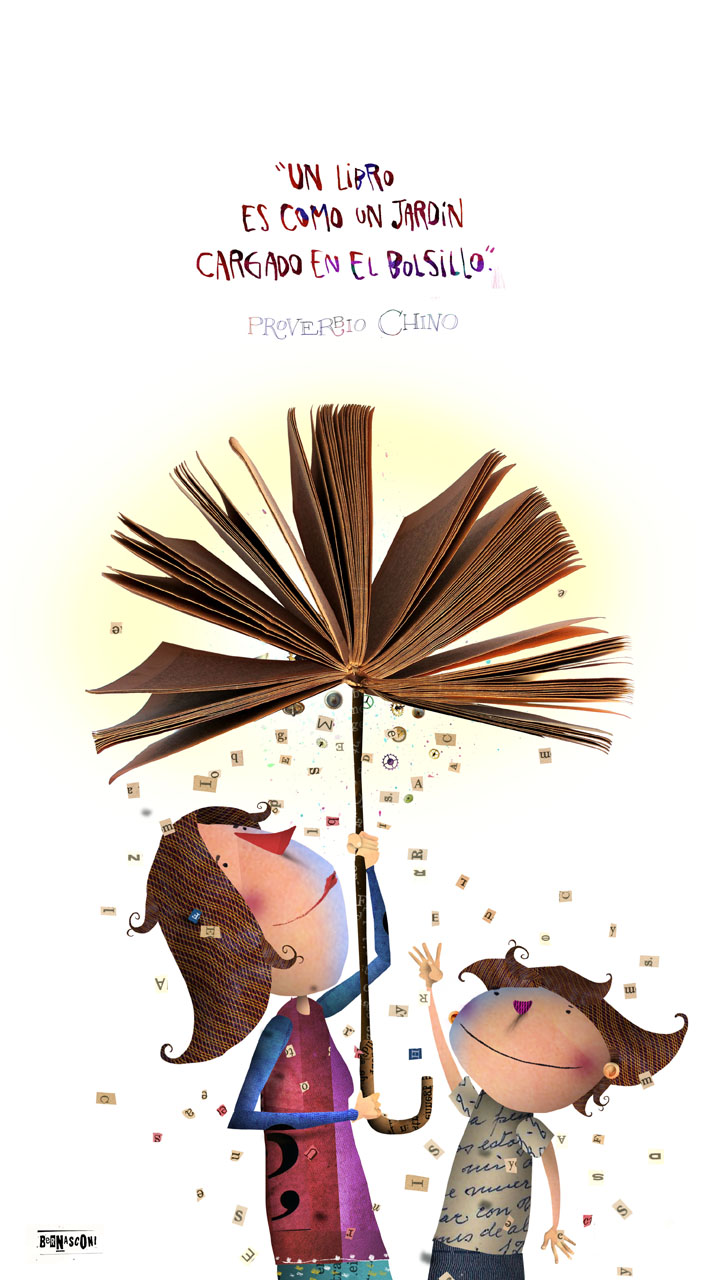 "UN LIBRO
ES COMO UN JARDÍN
CARGADO EN EL BOLSILLO".
PROVERBIO CHINO
BERNASCONI